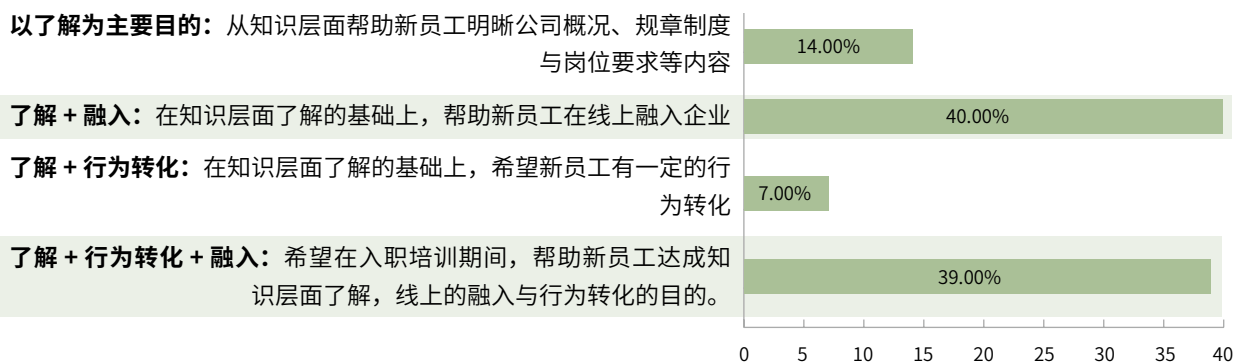 以了解为主要目的：从知识层面帮助新员工明晰公司概况、规章制度
与岗位要求等内容
14.00%
了解 + 融入：在知识层面了解的基础上，帮助新员工在线上融入企业
40.00%
了解 + 行为转化：在知识层面了解的基础上，希望新员工有一定的行
为转化
7.00%
了解 + 行为转化 + 融入：希望在入职培训期间，帮助新员工达成知
识层面了解，线上的融入与行为转化的目的。
39.00%
0 5 10 15 20 25 30 35 40